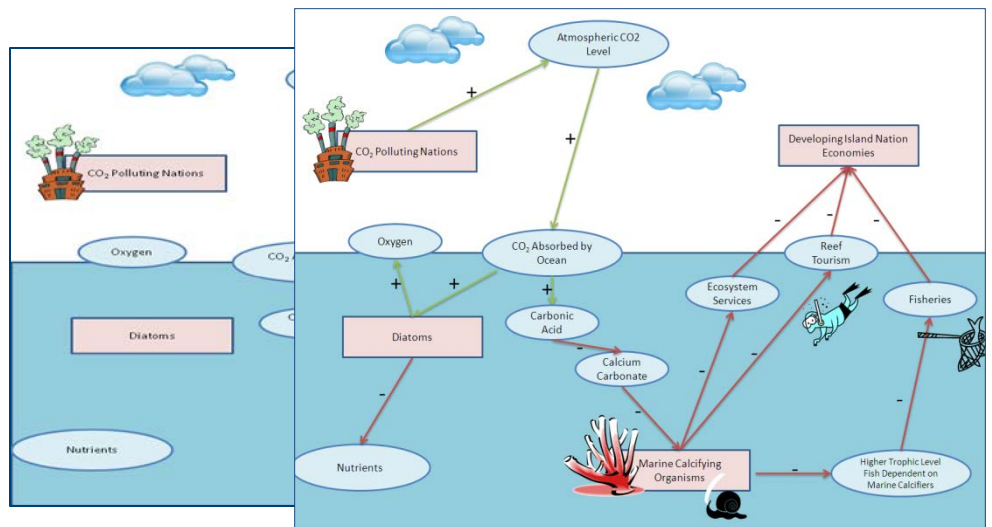 CO₂ Polluting Nations
Oxygen
CO₂
Diatoms
Nutrients
Atmospheric CO2
Level
+
+
CO₂ Polluting Nations
Developing Island Nation
Economies
-
-
-
Oxygen
CO₂ Absorbed by
Ocean
Reef
Tourism
+
+
+
Ecosystem
Services
Fisheries
Carbonic
Acid
Diatoms
-
Calcium
Carbonate
-
-
-
-
-
-
Nutrients
Marine Calcifying
Organisms
-
Higher Trophic Level
Fish Dependent on
Marine Calcifiers